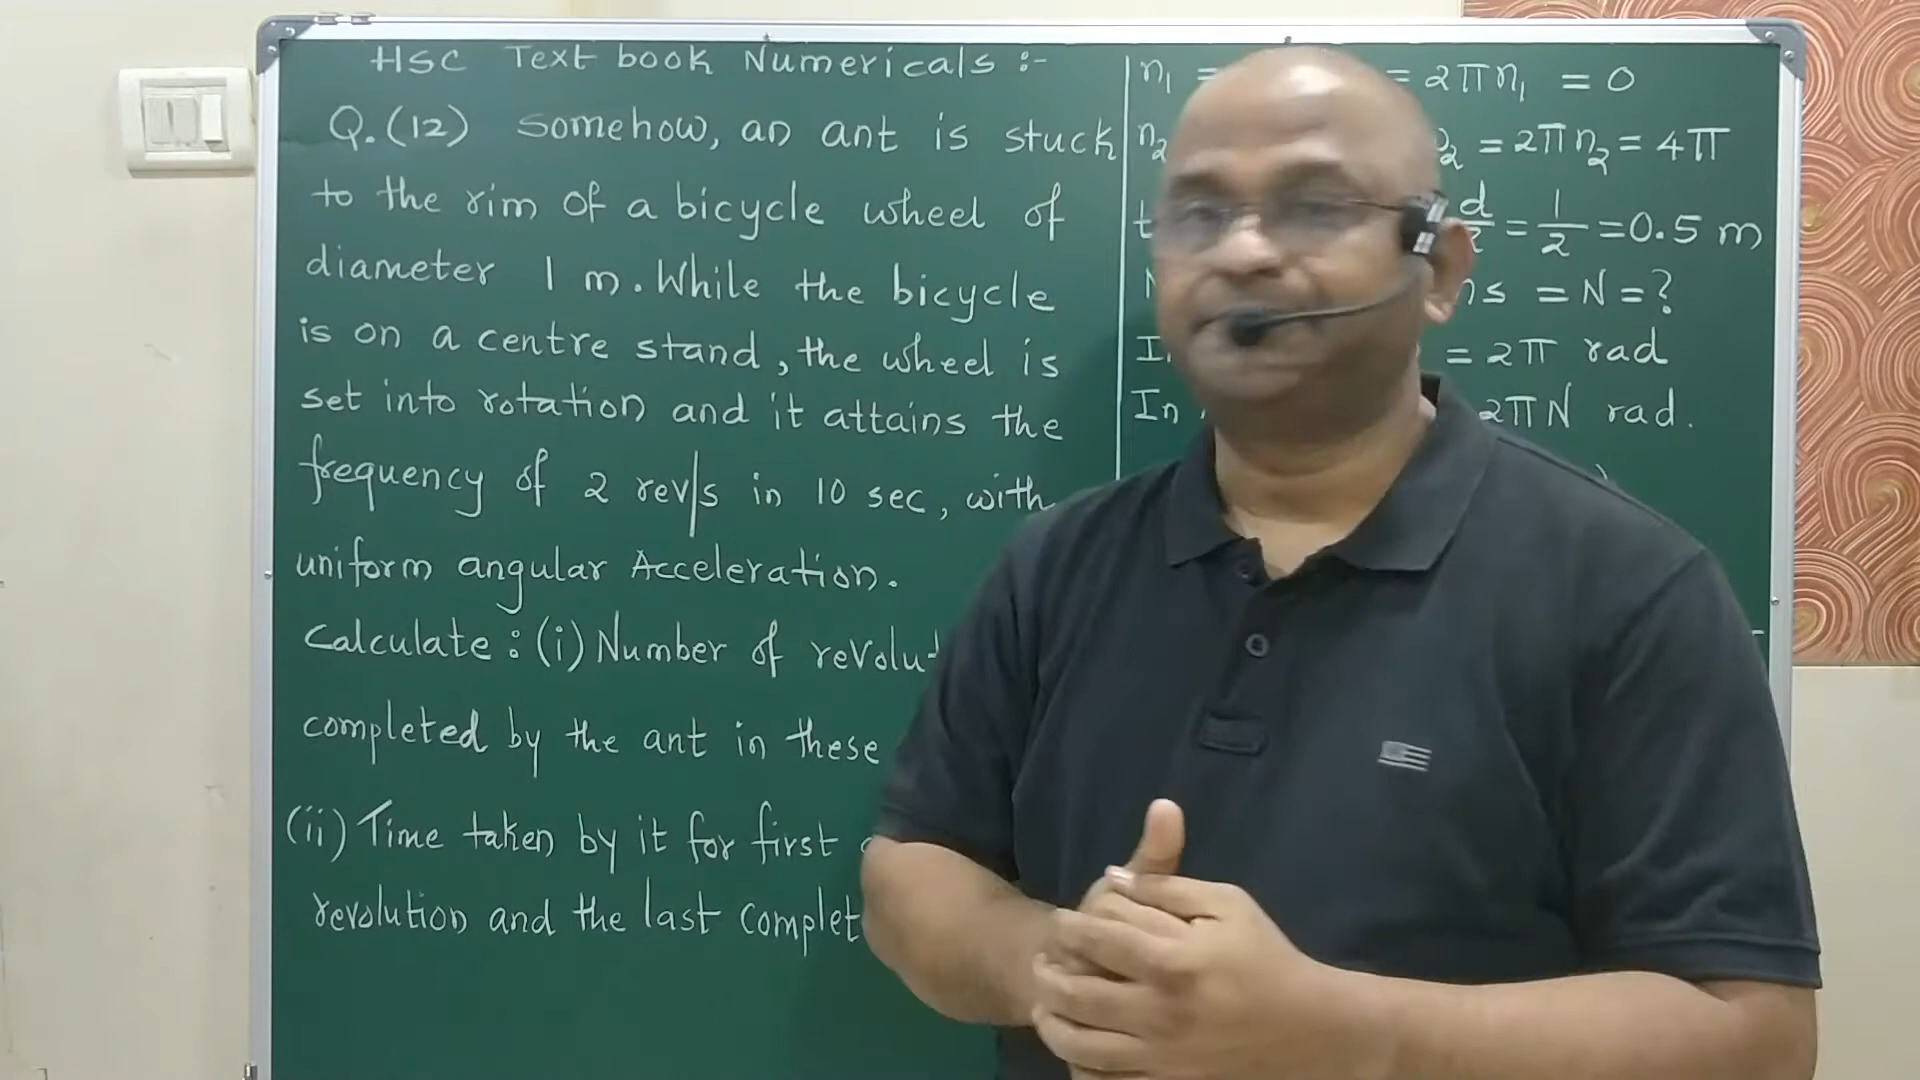 HSC Text book Numericals :-
Q.(12) Somehow, an ant is stuck
to the rim of a bicycle wheel of
diameter 1 m. While the bicycle
is on a centre stand, the wheel is
set into rotation and it attains the
frequency of 2 rev/s in 10 sec, with
uniform angular Acceleration.
Calculate : (i) Number of
completed by the ant in these
(ii) Time taken by it for first
revolution and the last
n₁ = = 2πn₁ = 0
n₂ = 2πn₂ = 4π
= 1/2 = 0.5 m
= N = ?
= 2π rad
In 2πN rad.